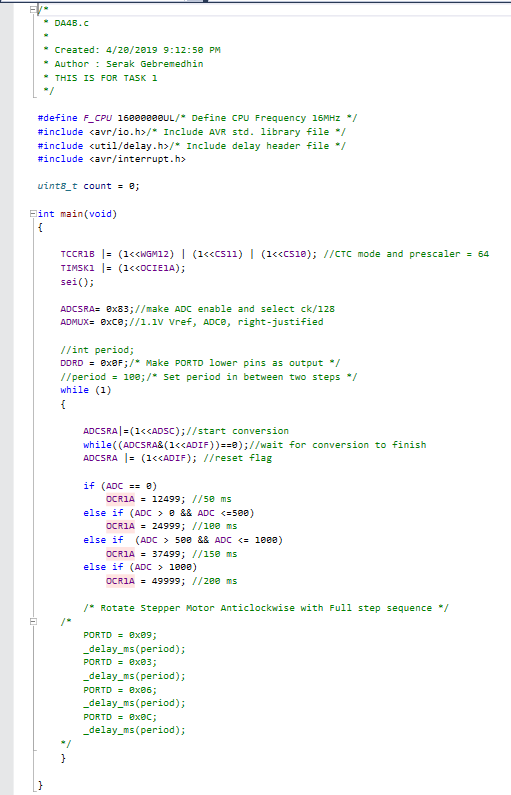 /*
 * DA4B.c
 *
 * Created: 4/20/2019 9:12:50 PM
 * Author : Serak Gebremedhin
 * THIS IS FOR TASK 1
 */

#define F_CPU 16000000UL/* Define CPU Frequency 16MHz */
#include <avr/io.h>/* Include AVR std. library file */
#include <util/delay.h>/* Include delay header file */
#include <avr/interrupt.h>

uint8_t count = 0;

int main(void)
{

    TCCR1B |= (1<<WGM12) | (1<<CS11) | (1<<CS10); //CTC mode and prescaler = 64
    TIMSK1 |= (1<<OCIE1A);
    sei();

    ADCSRA= 0x83;//make ADC enable and select ck/128
    ADMUX= 0xC0;//1.1V Vref, ADC0, right-justified

    //int period;
    DDRD = 0x0F;/* Make PORTD lower pins as output */
    //period = 100;/* Set period in between two steps */
    while (1)
    {

        ADCSRA|=(1<<ADSC);//start conversion
        while((ADCSRA&(1<<ADIF))==0);//wait for conversion to finish
        ADCSRA |= (1<<ADIF); //reset flag

        if (ADC == 0)
            OCR1A = 12499; //50 ms
        else if (ADC > 0 && ADC <=500)
            OCR1A = 24999; //100 ms
        else if  (ADC > 500 && ADC <= 1000)
            OCR1A = 37499; //150 ms
        else if (ADC > 1000)
            OCR1A = 49999; //200 ms

        /* Rotate Stepper Motor Anticlockwise with Full step sequence */
    /*
        PORTD = 0x09;
        _delay_ms(period);
        PORTD = 0x03;
        _delay_ms(period);
        PORTD = 0x06;
        _delay_ms(period);
        PORTD = 0x0C;
        _delay_ms(period);
    */
    }

}